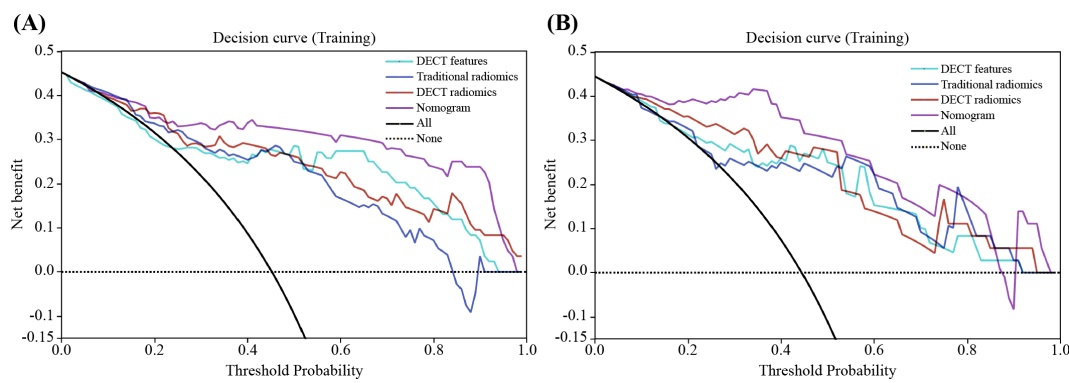 (A)
Decision curve (Training)
0.5
0.4
0.3
0.2
0.1
0.0
-0.1
-0.15
Net benefit
DECT features
Traditional radiomics
DECT radiomics
Nomogram
All
None
0.0 0.2 0.4 0.6 0.8 1.0
Threshold Probability
(B)
Decision curve (Training)
0.5
0.4
0.3
0.2
0.1
0.0
-0.1
-0.15
Net benefit
DECT features
Traditional radiomics
DECT radiomics
Nomogram
All
None
0.0 0.2 0.4 0.6 0.8 1.0
Threshold Probability